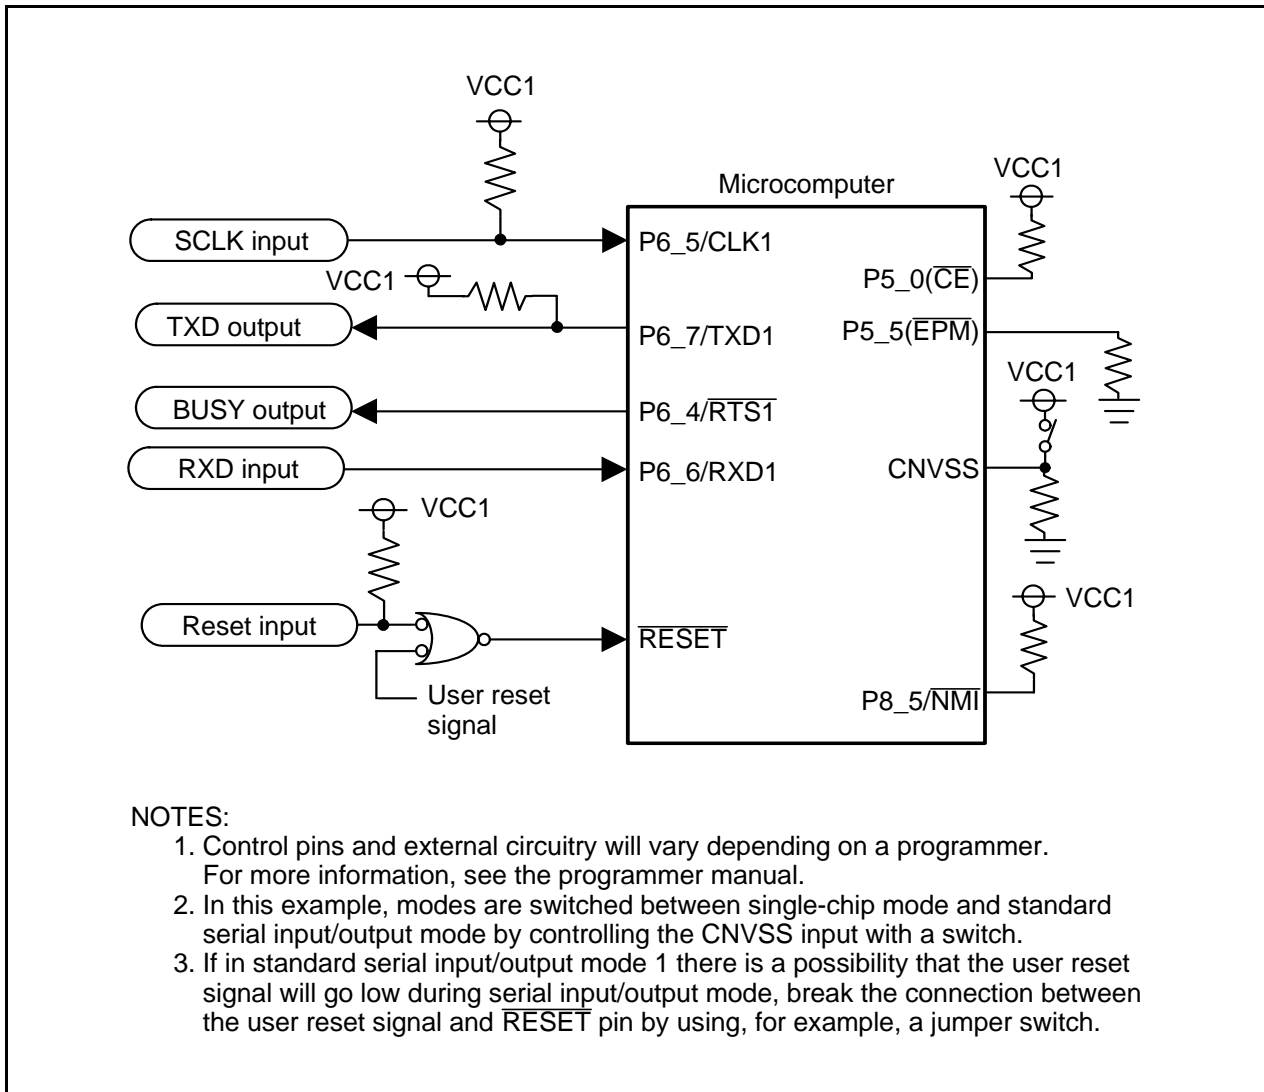 VCC1
Microcomputer
VCC1
SCLK input
P6_5/CLK1
VCC1
P5_0(CE)
TXD output
P6_7/TXD1
P5_5(EPM)
VCC1
BUSY output
P6_4/RTS1
RXD input
P6_6/RXD1
CNVSS
VCC1
VCC1
Reset input
RESET
User reset
signal
P8_5/NMI
NOTES:
1. Control pins and external circuitry will vary depending on a programmer.
For more information, see the programmer manual.
2. In this example, modes are switched between single-chip mode and standard
serial input/output mode by controlling the CNVSS input with a switch.
3. If in standard serial input/output mode 1 there is a possibility that the user reset
signal will go low during serial input/output mode, break the connection between
the user reset signal and RESET pin by using, for example, a jumper switch.